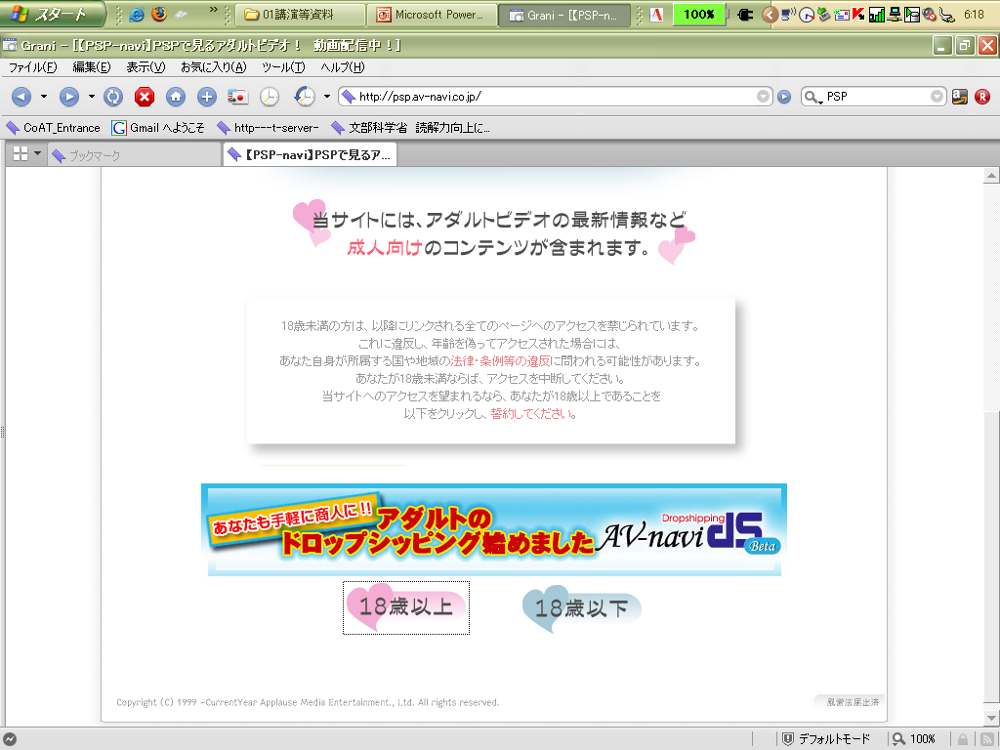 スタート
01講演等資料
Microsoft Power...
Grani - [【PSP-n...
100%
6:18
Grani - [【PSP-navi】PSPで見るアダルトビデオ！ 動画配信中！]
ファイル(F) 編集(E) 表示(V) お気に入り(A) ツール(T) ヘルプ(H)
http://psp.av-navi.co.jp/
PSP
CoAT_Entrance
Gmail へようこそ
http---t-server-
文部科学省 読解力向上に...
ブックマーク
【PSP-navi】PSPで見るア...
当サイトには、アダルトビデオの最新情報など
成人向けのコンテンツが含まれます。
18歳未満の方は、以降にリンクされる全てのページへのアクセスを禁じられています。
これに違反し、年齢を偽ってアクセスされた場合には、
あなた自身が所属する国や地域の法律・条例等の違反に問われる可能性があります。
あなたが18歳未満ならば、アクセスを中断してください。
当サイトへのアクセスを望まれるなら、あなたが18歳以上であることを
以下をクリックし、誓約してください。
あなたも手軽に商人に!!
アダルトの
ドロップシッピング始めました
AV-navi
Dropshipping
ds
Beta
18歳以上
18歳以下
Copyright (C) 1999 -CurrentYear Applause Media Entertainment., Ltd. All rights reserved.
風営法届出済
デフォルトモード
100%